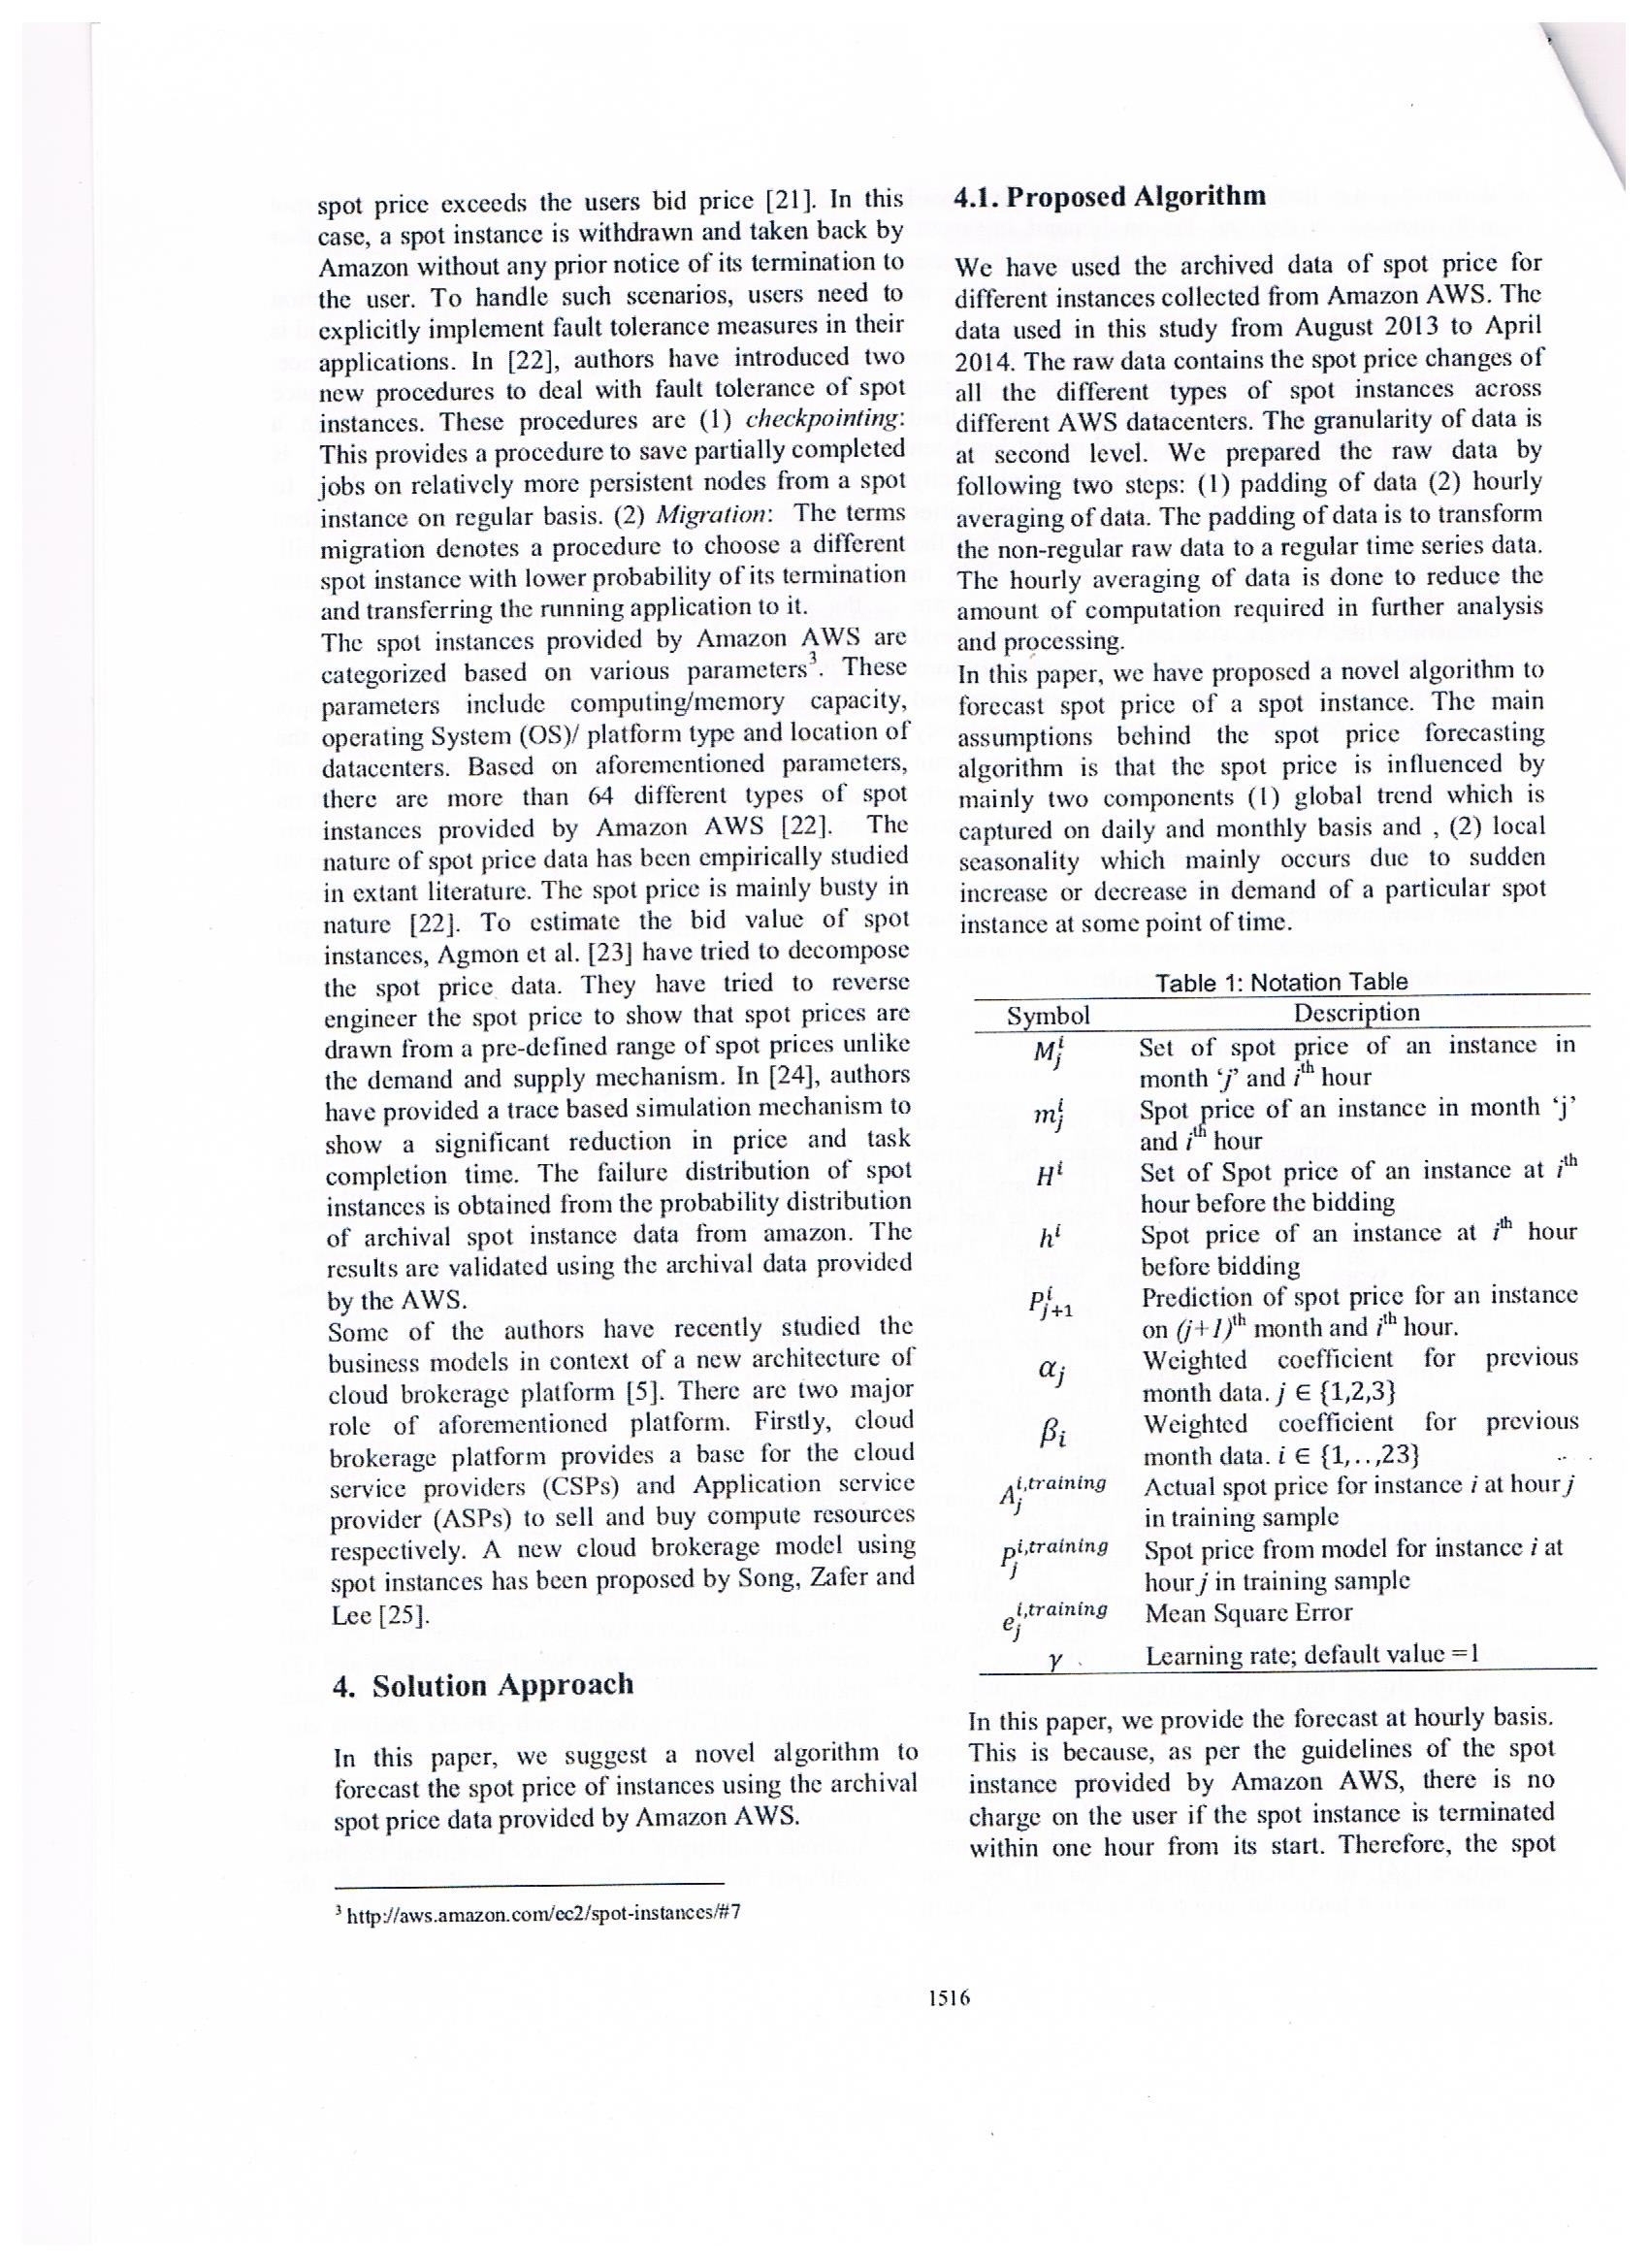 spot price exceeds the users bid price [21]. In this
case, a spot instance is withdrawn and taken back by
Amazon without any prior notice of its termination to
the user. To handle such scenarios, users need to
explicitly implement fault tolerance measures in their
applications. In [22], authors have introduced two
new procedures to deal with fault tolerance of spot
instances. These procedures are (1) checkpointing:
This provides a procedure to save partially completed
jobs on relatively more persistent nodes from a spot
instance on regular basis. (2) Migration: The terms
migration denotes a procedure to choose a different
spot instance with lower probability of its termination
and transferring the running application to it.
The spot instances provided by Amazon AWS are
categorized based on various parameters³. These
parameters include computing/memory capacity,
operating System (OS)/ platform type and location of
datacenters. Based on aforementioned parameters,
there are more than 64 different types of spot
instances provided by Amazon AWS [22]. The
nature of spot price data has been empirically studied
in extant literature. The spot price is mainly busty in
nature [22]. To estimate the bid value of spot
instances, Agmon et al. [23] have tried to decompose
the spot price data. They have tried to reverse
engineer the spot price to show that spot prices are
drawn from a pre-defined range of spot prices unlike
the demand and supply mechanism. In [24], authors
have provided a trace based simulation mechanism to
show a significant reduction in price and task
completion time. The failure distribution of spot
instances is obtained from the probability distribution
of archival spot instance data from amazon. The
results are validated using the archival data provided
by the AWS.
Some of the authors have recently studied the
business models in context of a new architecture of
cloud brokerage platform [5]. There are two major
role of aforementioned platform. Firstly, cloud
brokerage platform provides a base for the cloud
service providers (CSPs) and Application service
provider (ASPs) to sell and buy compute resources
respectively. A new cloud brokerage model using
spot instances has been proposed by Song, Zafer and
Lee [25].
4. Solution Approach
In this paper, we suggest a novel algorithm to
forecast the spot price of instances using the archival
spot price data provided by Amazon AWS.
³ http://aws.amazon.com/ec2/spot-instances/#7
4.1. Proposed Algorithm
We have used the archived data of spot price for
different instances collected from Amazon AWS. The
data used in this study from August 2013 to April
2014. The raw data contains the spot price changes of
all the different types of spot instances across
different AWS datacenters. The granularity of data is
at second level. We prepared the raw data by
following two steps: (1) padding of data (2) hourly
averaging of data. The padding of data is to transform
the non-regular raw data to a regular time series data.
The hourly averaging of data is done to reduce the
amount of computation required in further analysis
and processing.
In this paper, we have proposed a novel algorithm to
forecast spot price of a spot instance. The main
assumptions behind the spot price forecasting
algorithm is that the spot price is influenced by
mainly two components (1) global trend which is
captured on daily and monthly basis and , (2) local
seasonality which mainly occurs due to sudden
increase or decrease in demand of a particular spot
instance at some point of time.
Table 1: Notation Table
Symbol Description
M_j^i Set of spot price of an instance in
month ‘j’ and i^th hour
m_j^i Spot price of an instance in month ‘j’
and i^th hour
H^i Set of Spot price of an instance at i^th
hour before the bidding
h^i Spot price of an instance at i^th hour
before bidding
P_{j+1}^i Prediction of spot price for an instance
on (j+1)^th month and i^th hour.
α_j Weighted coefficient for previous
month data. j ∈ {1,2,3}
β_i Weighted coefficient for previous
month data. i ∈ {1,..,23}
A_j^{i,training} Actual spot price for instance i at hour j
in training sample
P_j^{i,training} Spot price from model for instance i at
hour j in training sample
e_j^{i,training} Mean Square Error
γ Learning rate; default value =1
In this paper, we provide the forecast at hourly basis.
This is because, as per the guidelines of the spot
instance provided by Amazon AWS, there is no
charge on the user if the spot instance is terminated
within one hour from its start. Therefore, the spot
1516